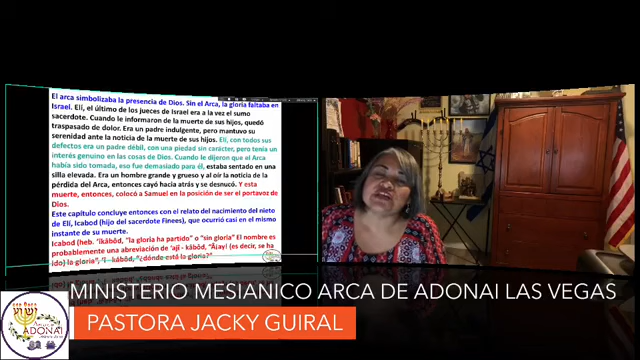 El arca simbolizaba la presencia de Dios. Sin el Arca, la gloria faltaba en
Israel. Elí, el último de los jueces de Israel era a la vez el sumo
sacerdote. Cuando le informaron de la muerte de sus hijos, quedó
traspasado de dolor. Era un padre indulgente, pero mantuvo su
serenidad ante la noticia de la muerte de sus hijos. Elí, con todos sus
defectos era un padre débil, con una piedad sin carácter, pero tenía un
interés genuino en las cosas de Dios. Cuando le dijeron que el Arca
había sido tomada, eso fue demasiado para él, estaba sentado en una
silla elevada. Era un hombre grande y grueso y al oír la noticia de la
pérdida del Arca, entonces cayó hacia atrás y se desnucó. Y esta
muerte, entonces, colocó a Samuel en la posición de ser el portavoz de
Dios.
Este capítulo concluye entonces con el relato del nacimiento del nieto
de Elí, Icabod (hijo del sacerdote Finees), que ocurrió casi en el mismo
instante de su muerte.
Icabod (heb. 'Ikâbôd, "la gloria ha partido" o "sin gloria" El nombre es
probablemente una abreviación de 'ajî - kâbôd, "Ajay! (es decir, se ha
ido) la gloria", 'î - kâbôd, "¿dónde está la gloria?"
MINISTERIO MESIANICO ARCA DE ADONAI LAS VEGAS
PASTORA JACKY GUIRAL
ADONAI